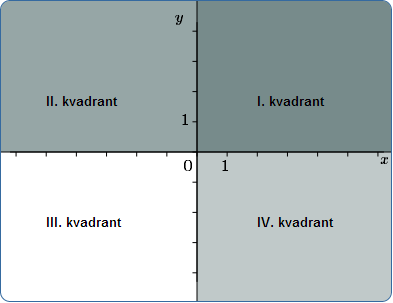 y
II. kvadrant
I. kvadrant
1
x
0
1
III. kvadrant
IV. kvadrant